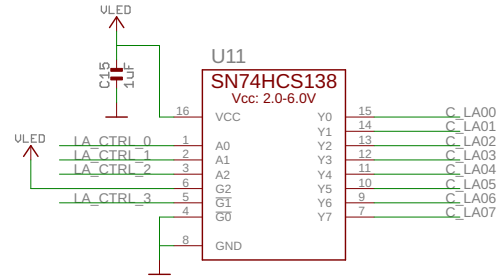 VLED
C15
1uF
U11
SN74HCS138
Vcc: 2.0-6.0V
16 VCC Y0 15 C_LA00
Y1 14 C_LA01
LA_CTRL_0 1 A0 Y2 13 C_LA02
VLED LA_CTRL_1 2 A1 Y3 12 C_LA03
LA_CTRL_2 3 A2 Y4 11 C_LA04
6 G2 Y5 10 C_LA05
LA_CTRL_3 5 G1 Y6 9 C_LA06
4 G0 Y7 7 C_LA07
8 GND